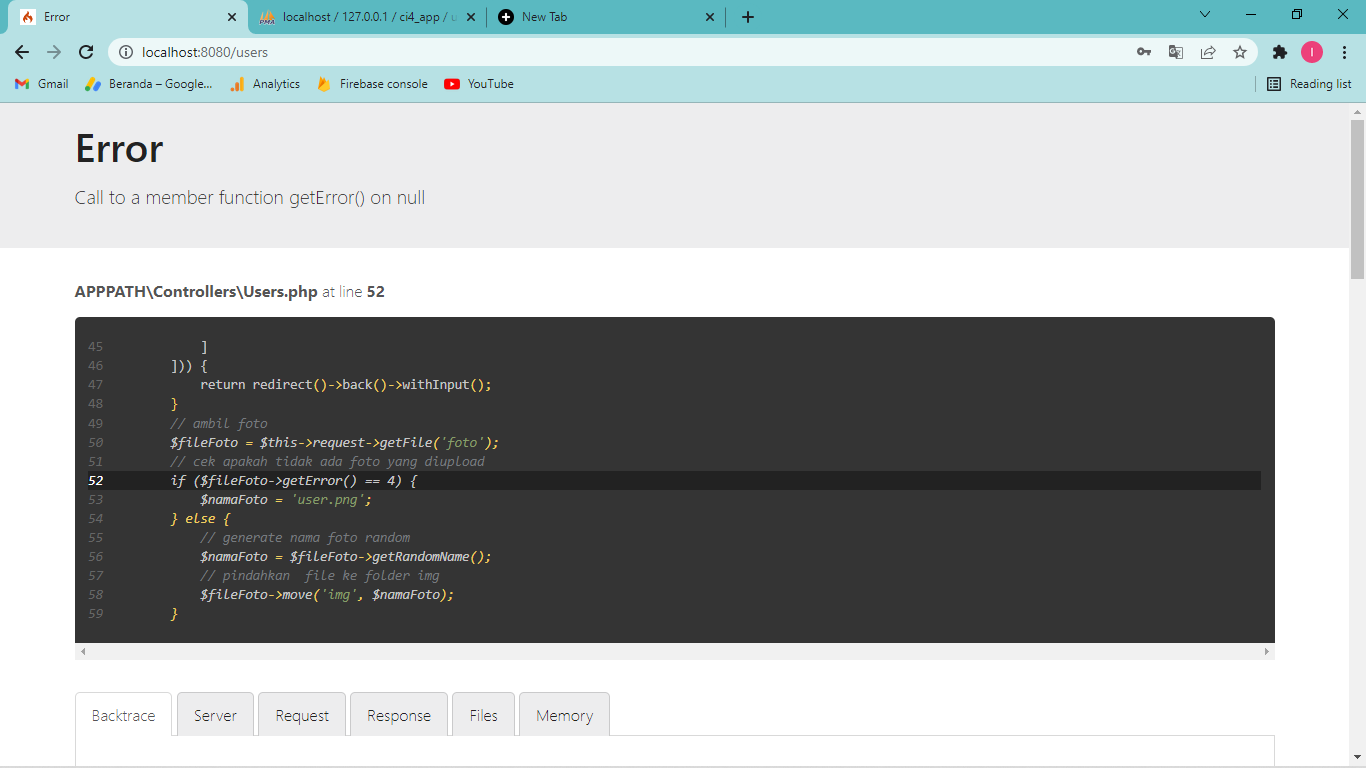 Error
localhost / 127.0.0.1 / ci4_app / u
New Tab
localhost:8080/users
Gmail
Beranda – Google...
Analytics
Firebase console
YouTube
Reading list
Error
Call to a member function getError() on null
APPPATH\Controllers\Users.php at line 52
45 ]
46 ])) {
47 return redirect()->back()->withInput();
48 }
49 // ambil foto
50 $fileFoto = $this->request->getFile('foto');
51 // cek apakah tidak ada foto yang diupload
52 if ($fileFoto->getError() == 4) {
53 $namaFoto = 'user.png';
54 } else {
55 // generate nama foto random
56 $namaFoto = $fileFoto->getRandomName();
57 // pindahkan  file ke folder img
58 $fileFoto->move('img', $namaFoto);
59 }
Backtrace
Server
Request
Response
Files
Memory